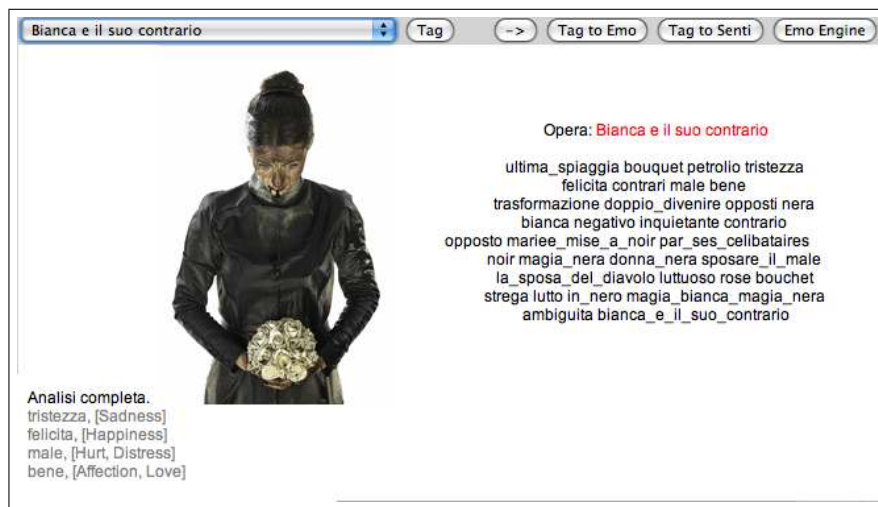 Bianca e il suo contrario Tag -> Tag to Emo Tag to Senti Emo Engine
Opera: Bianca e il suo contrario
ultima_spiaggia bouquet petrolio tristezza
felicita contrari male bene
trasformazione doppio_divenire opposti nera
bianca negativo inquietante contrario
opposto mariee_mise_a_noir par_ses_celibataires
noir magia_nera donna_nera sposare_il_male
la_sposa_del_diavolo luttuoso rose bouchet
strega lutto in_nero magia_bianca_magia_nera
ambiguita bianca_e_il_suo_contrario
Analisi completa.
tristezza, [Sadness]
felicita, [Happiness]
male, [Hurt, Distress]
bene, [Affection, Love]